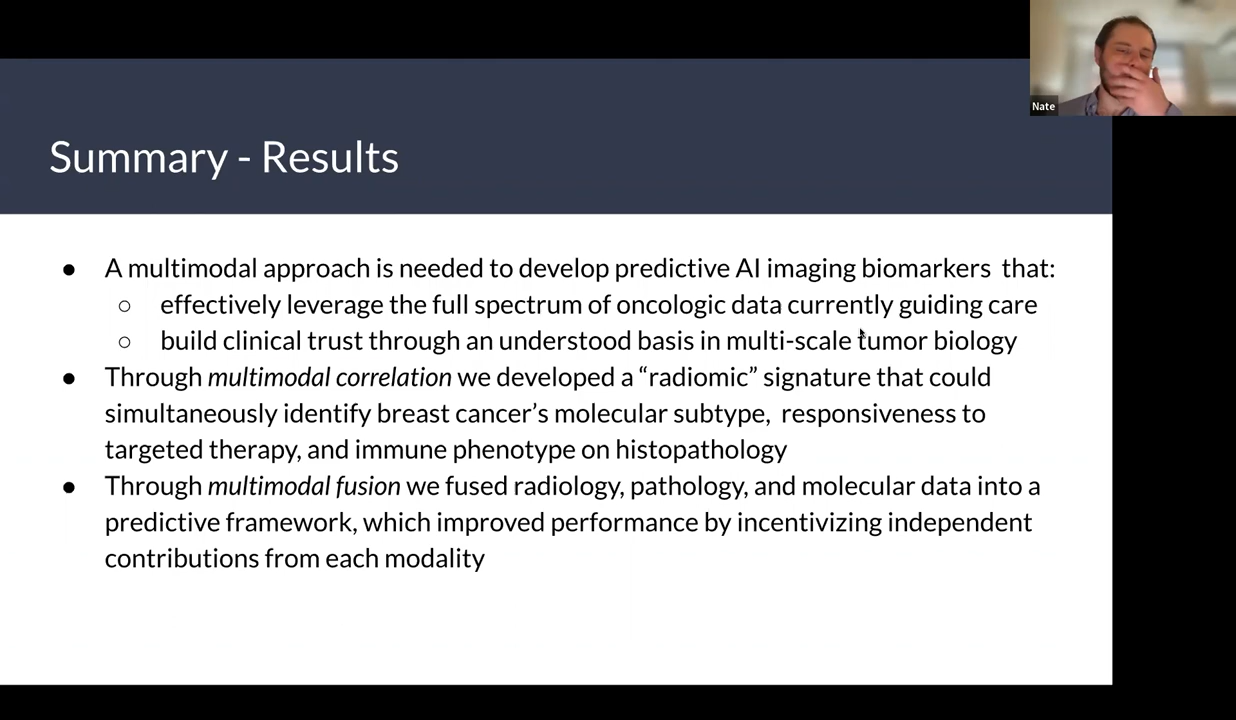 Nate
Summary - Results
● A multimodal approach is needed to develop predictive AI imaging biomarkers that:
○ effectively leverage the full spectrum of oncologic data currently guiding care
○ build clinical trust through an understood basis in multi-scale tumor biology
● Through multimodal correlation we developed a “radiomic” signature that could
simultaneously identify breast cancer’s molecular subtype, responsiveness to
targeted therapy, and immune phenotype on histopathology
● Through multimodal fusion we fused radiology, pathology, and molecular data into a
predictive framework, which improved performance by incentivizing independent
contributions from each modality